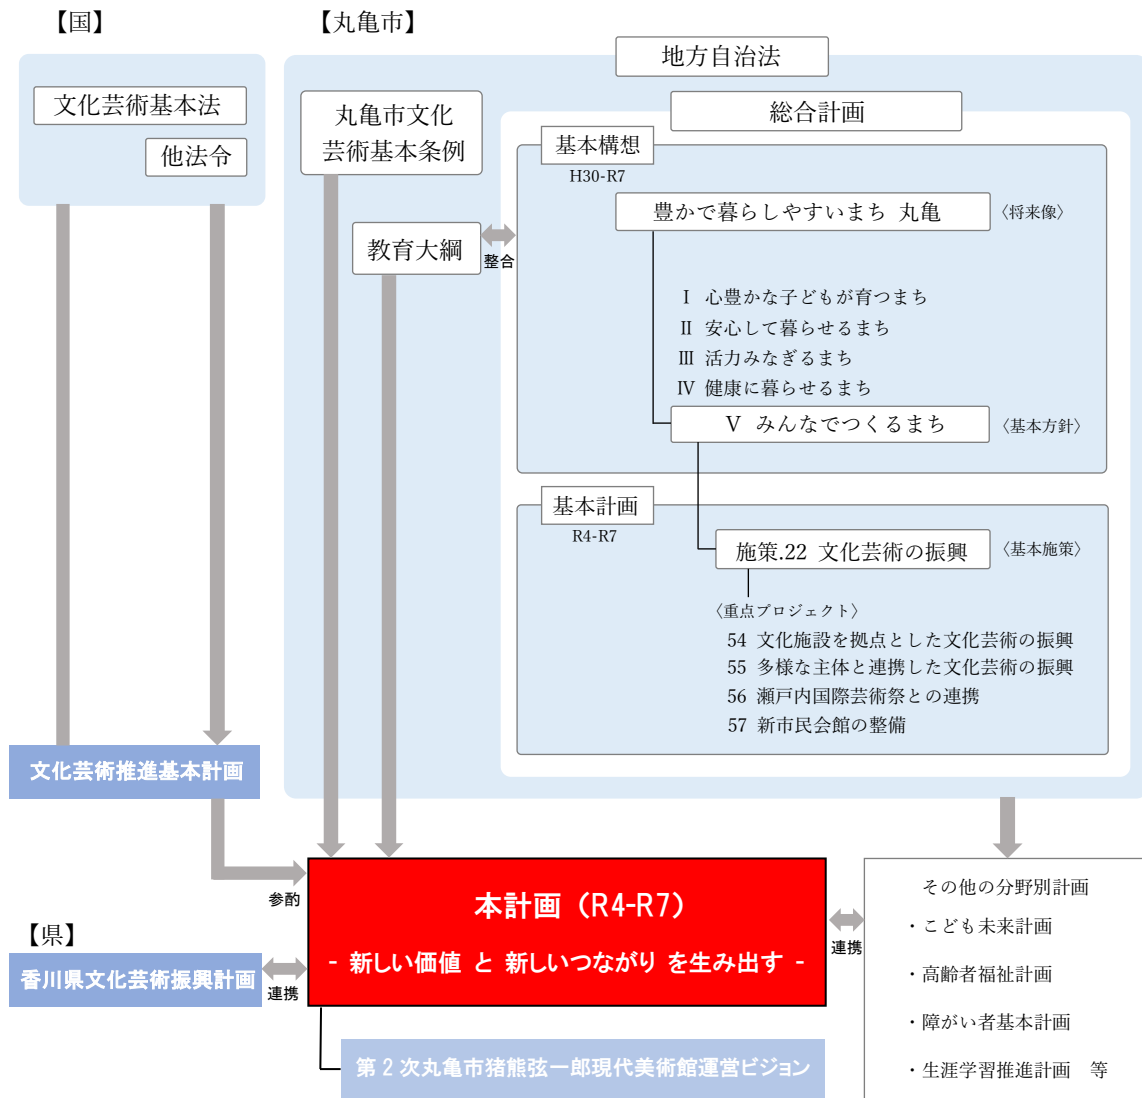 【国】
文化芸術基本法
他法令
文化芸術推進基本計画
参酌
【県】
香川県文化芸術振興計画
連携
【丸亀市】
地方自治法
丸亀市文化
芸術基本条例
教育大綱
整合
総合計画
基本構想
H30-R7
豊かで暮らしやすいまち 丸亀
〈将来像〉
Ⅰ 心豊かな子どもが育つまち
Ⅱ 安心して暮らせるまち
Ⅲ 活力みなぎるまち
Ⅳ 健康に暮らせるまち
Ⅴ みんなでつくるまち
〈基本方針〉
基本計画
R4-R7
施策.22 文化芸術の振興
〈基本施策〉
〈重点プロジェクト〉
54 文化施設を拠点とした文化芸術の振興
55 多様な主体と連携した文化芸術の振興
56 瀬戸内国際芸術祭との連携
57 新市民会館の整備
本計画（R4-R7）
- 新しい価値 と 新しいつながり を生み出す -
第 2 次丸亀市猪熊弦一郎現代美術館運営ビジョン
連携
その他の分野別計画
・こども未来計画
・高齢者福祉計画
・障がい者基本計画
・生涯学習推進計画 等